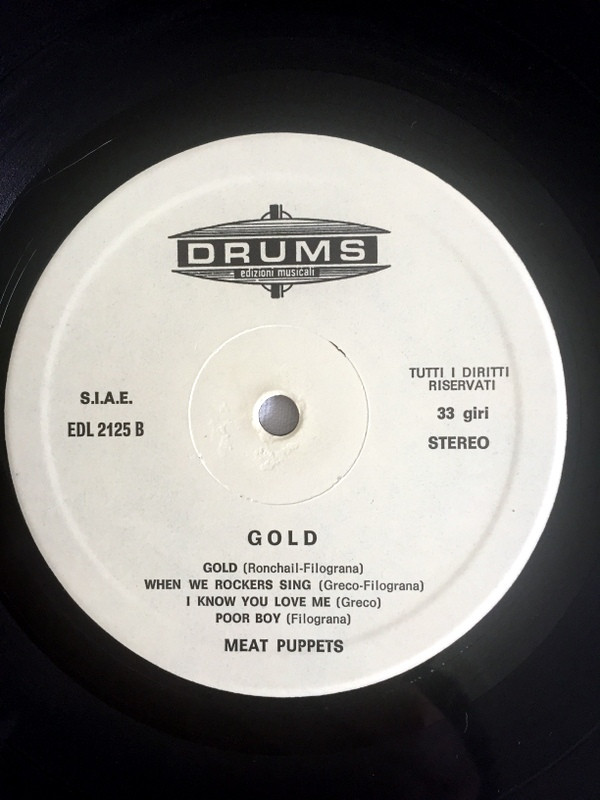 DRUMS
edizioni musicali
S.I.A.E.
EDL 2125 B
TUTTI I DIRITTI
RISERVATI
33 giri
STEREO
GOLD
GOLD (Ronchail-Filograna)
WHEN WE ROCKERS SING (Greco-Filograna)
I KNOW YOU LOVE ME (Greco)
POOR BOY (Filograna)
MEAT PUPPETS